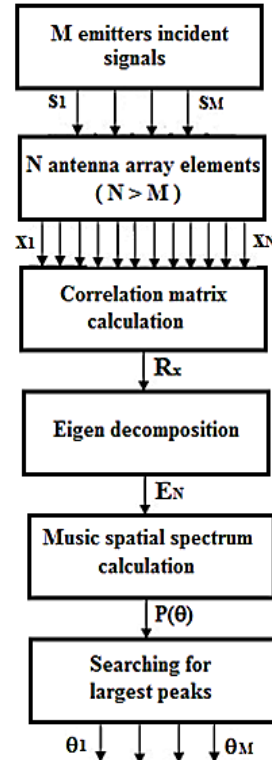 M emitters incident
signals
S1 SM
N antenna array elements
( N > M )
X1 XN
Correlation matrix
calculation
Rx
Eigen decomposition
EN
Music spatial spectrum
calculation
P(θ)
Searching for
largest peaks
θ1 θM